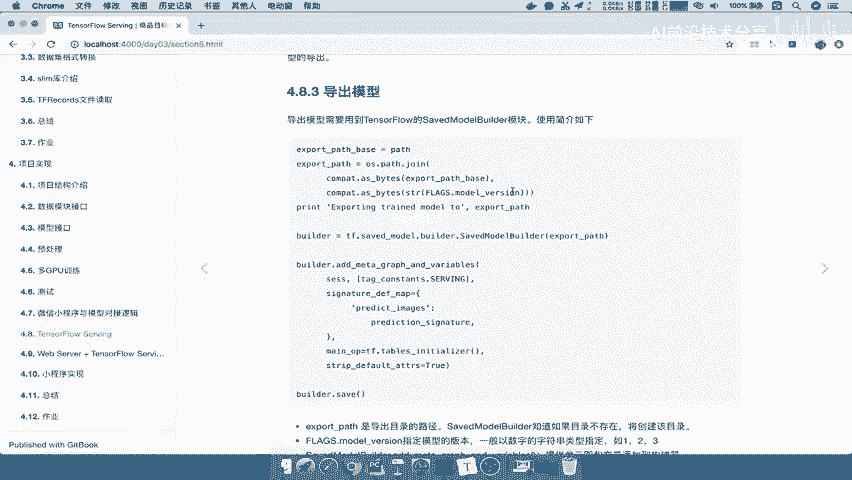 Chrome 文件 修改 视图 历史记录 书签 其他人 电动窗 帮助
100%
TensorFlow Serving | 商品目标
AI前沿技术分享
localhost:4000/day03/section8.html
3.3. 数据集格式转换
3.4. slim库介绍
3.5. TFRecords文件读取
3.6. 总结
3.7. 作业
4. 项目实现
4.1. 项目结构介绍
4.2. 数据模块接口
4.3. 模型接口
4.4. 预处理
4.5. 多GPU训练
4.6. 测试
4.7. 微信小程序与模型对接逻辑
4.8. TensorFlow Serving
4.9. Web Server + TensorFlow Servi...
4.10. 小程序实现
4.11. 总结
4.12. 作业
Published with GitBook
型的导出。
4.8.3 导出模型
导出模型需要用到TensorFlow的SavedModelBuilder模块。使用简介如下
export_path_base = path
export_path = os.path.join(
compat.as_bytes(export_path_base),
compat.as_bytes(str(FLAGS.model_version)))
print 'Exporting trained model to', export_path
builder = tf.saved_model.builder.SavedModelBuilder(export_path)
builder.add_meta_graph_and_variables(
sess, [tag_constants.SERVING],
signature_def_map={
'predict_images':
prediction_signature,
},
main_op=tf.tables_initializer(),
strip_default_attrs=True)
builder.save()
• export_path 是导出目录的路径。SavedModelBuilder知道如果目录不存在，将创建该目录。
• FLAGS.model_version指定模型的版本，一般以数字的字符串类型指定，如1，2，3